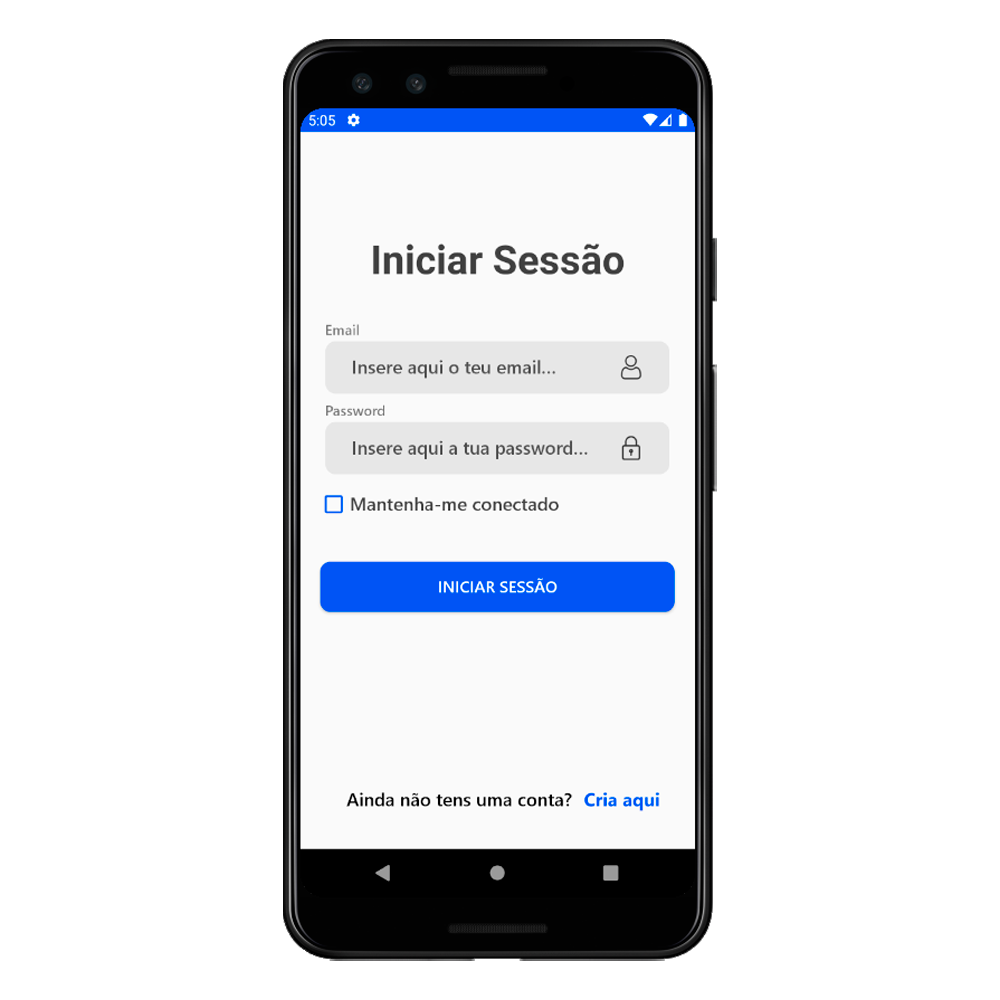 5:05
Iniciar Sessão
Email
Insere aqui o teu email...
Password
Insere aqui a tua password...
Mantenha-me conectado
INICIAR SESSÃO
Ainda não tens uma conta? Cria aqui